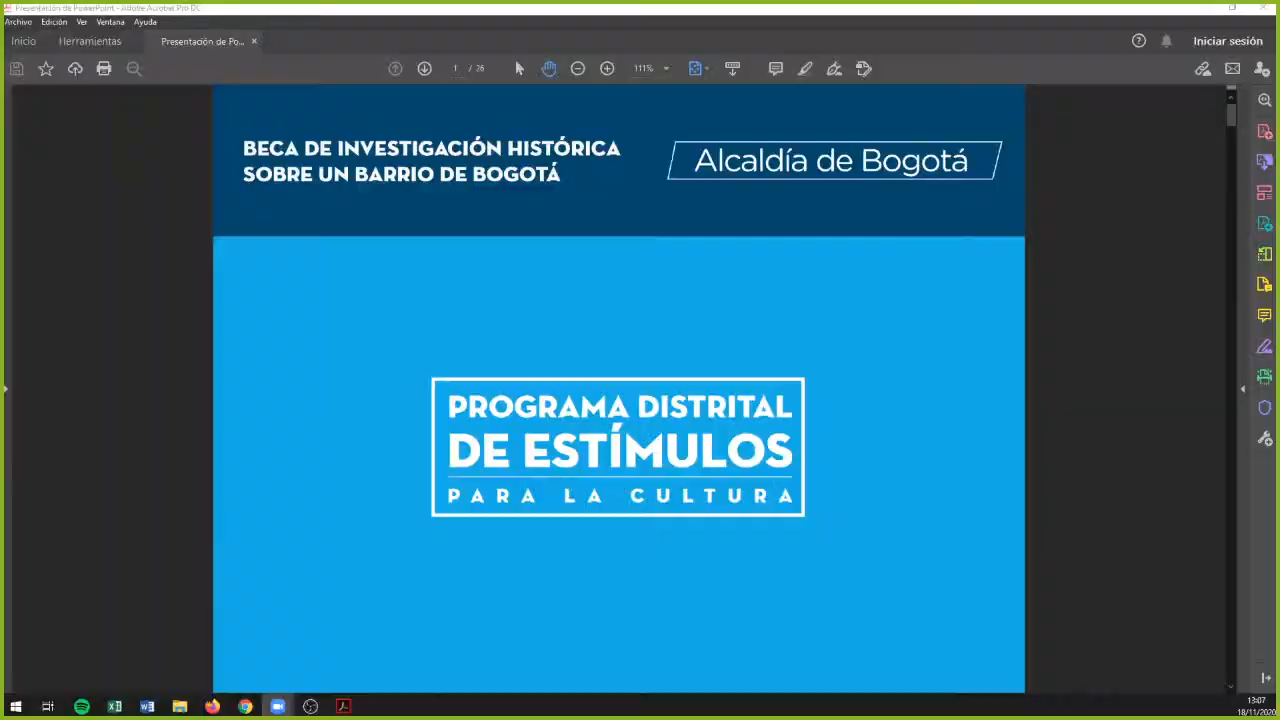 Presentación de PowerPoint - Adobe Acrobat Pro DC
Archivo Edición Ver Ventana Ayuda
Inicio Herramientas Presentación de Po... × Iniciar sesión
1 / 26 111%
BECA DE INVESTIGACIÓN HISTÓRICA
SOBRE UN BARRIO DE BOGOTÁ
Alcaldía de Bogotá
PROGRAMA DISTRITAL
DE ESTÍMULOS
PARA LA CULTURA
13:07
18/11/2020